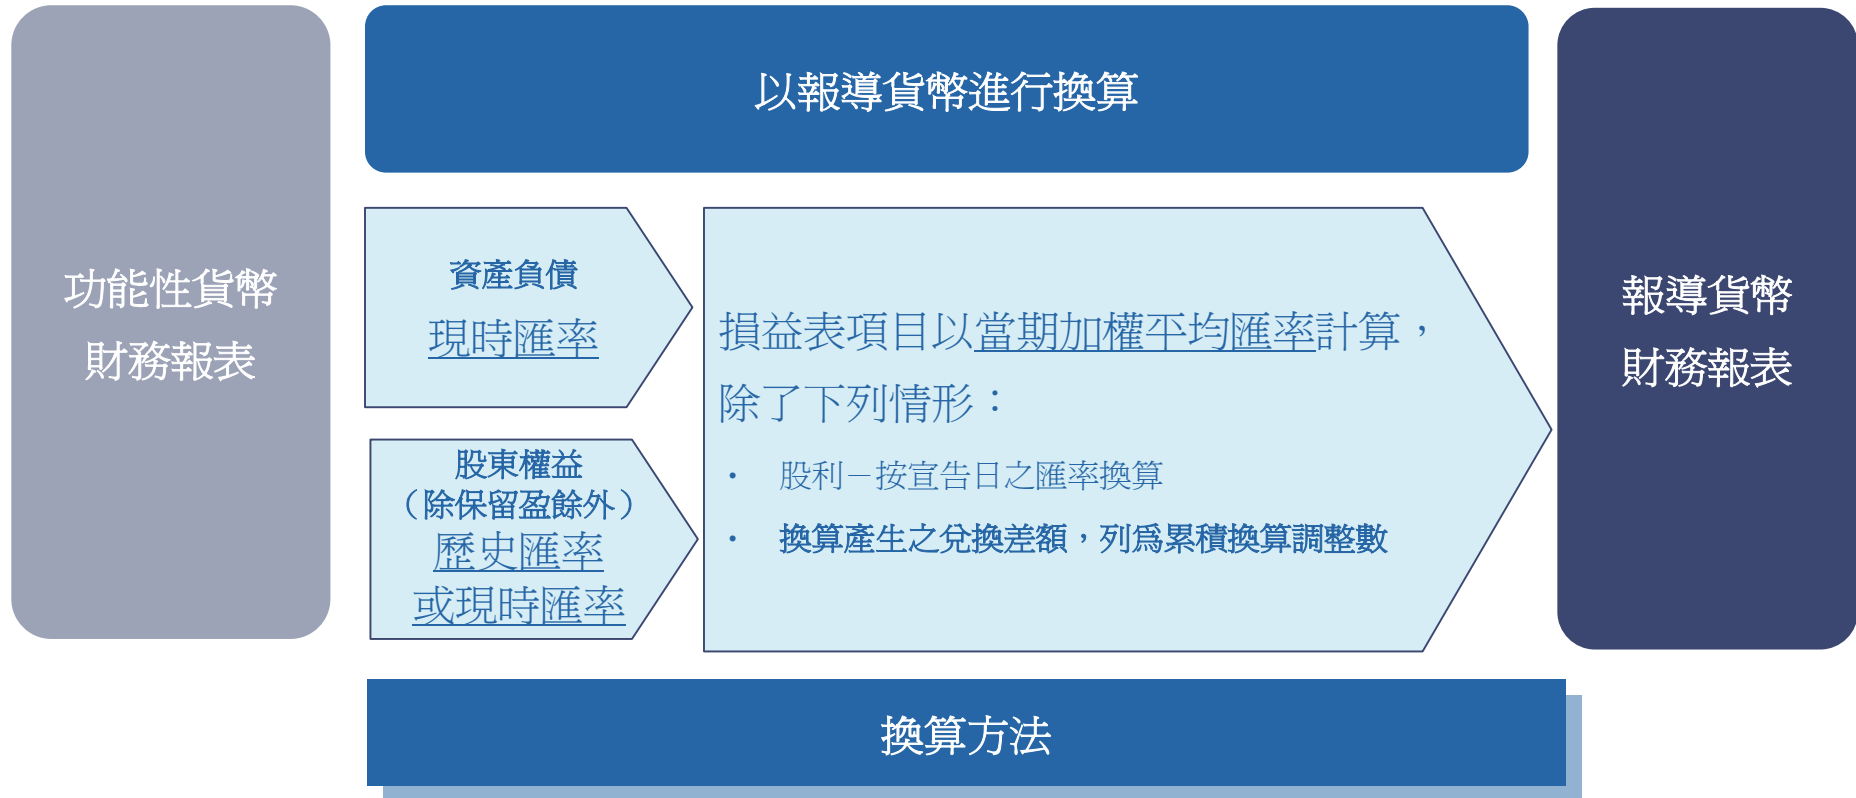 以報導貨幣進行換算
功能性貨幣
財務報表
資產負債
現時匯率
股東權益
（除保留盈餘外）
歷史匯率
或現時匯率
損益表項目以當期加權平均匯率計算，
除了下列情形：
• 股利－按宣告日之匯率換算
• 換算產生之兌換差額，列為累積換算調整數
報導貨幣
財務報表
換算方法